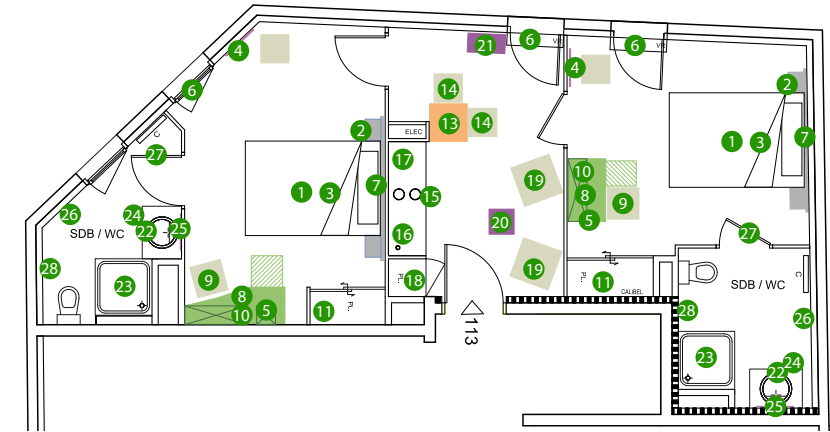 6 21 6 VR. 6 VR.
4 4
6 14 2
2 13 14
C ELEC 1 3 7
27 17 10
1 3 7 15 19 8 9
26 24 25 5
22 20 27
SDB / WC 16
28 9 19
18 PL. 11 PL. SDB / WC C
23 8 5 11 PL. CALIBEL 28 26
10 113 23 24
22
25